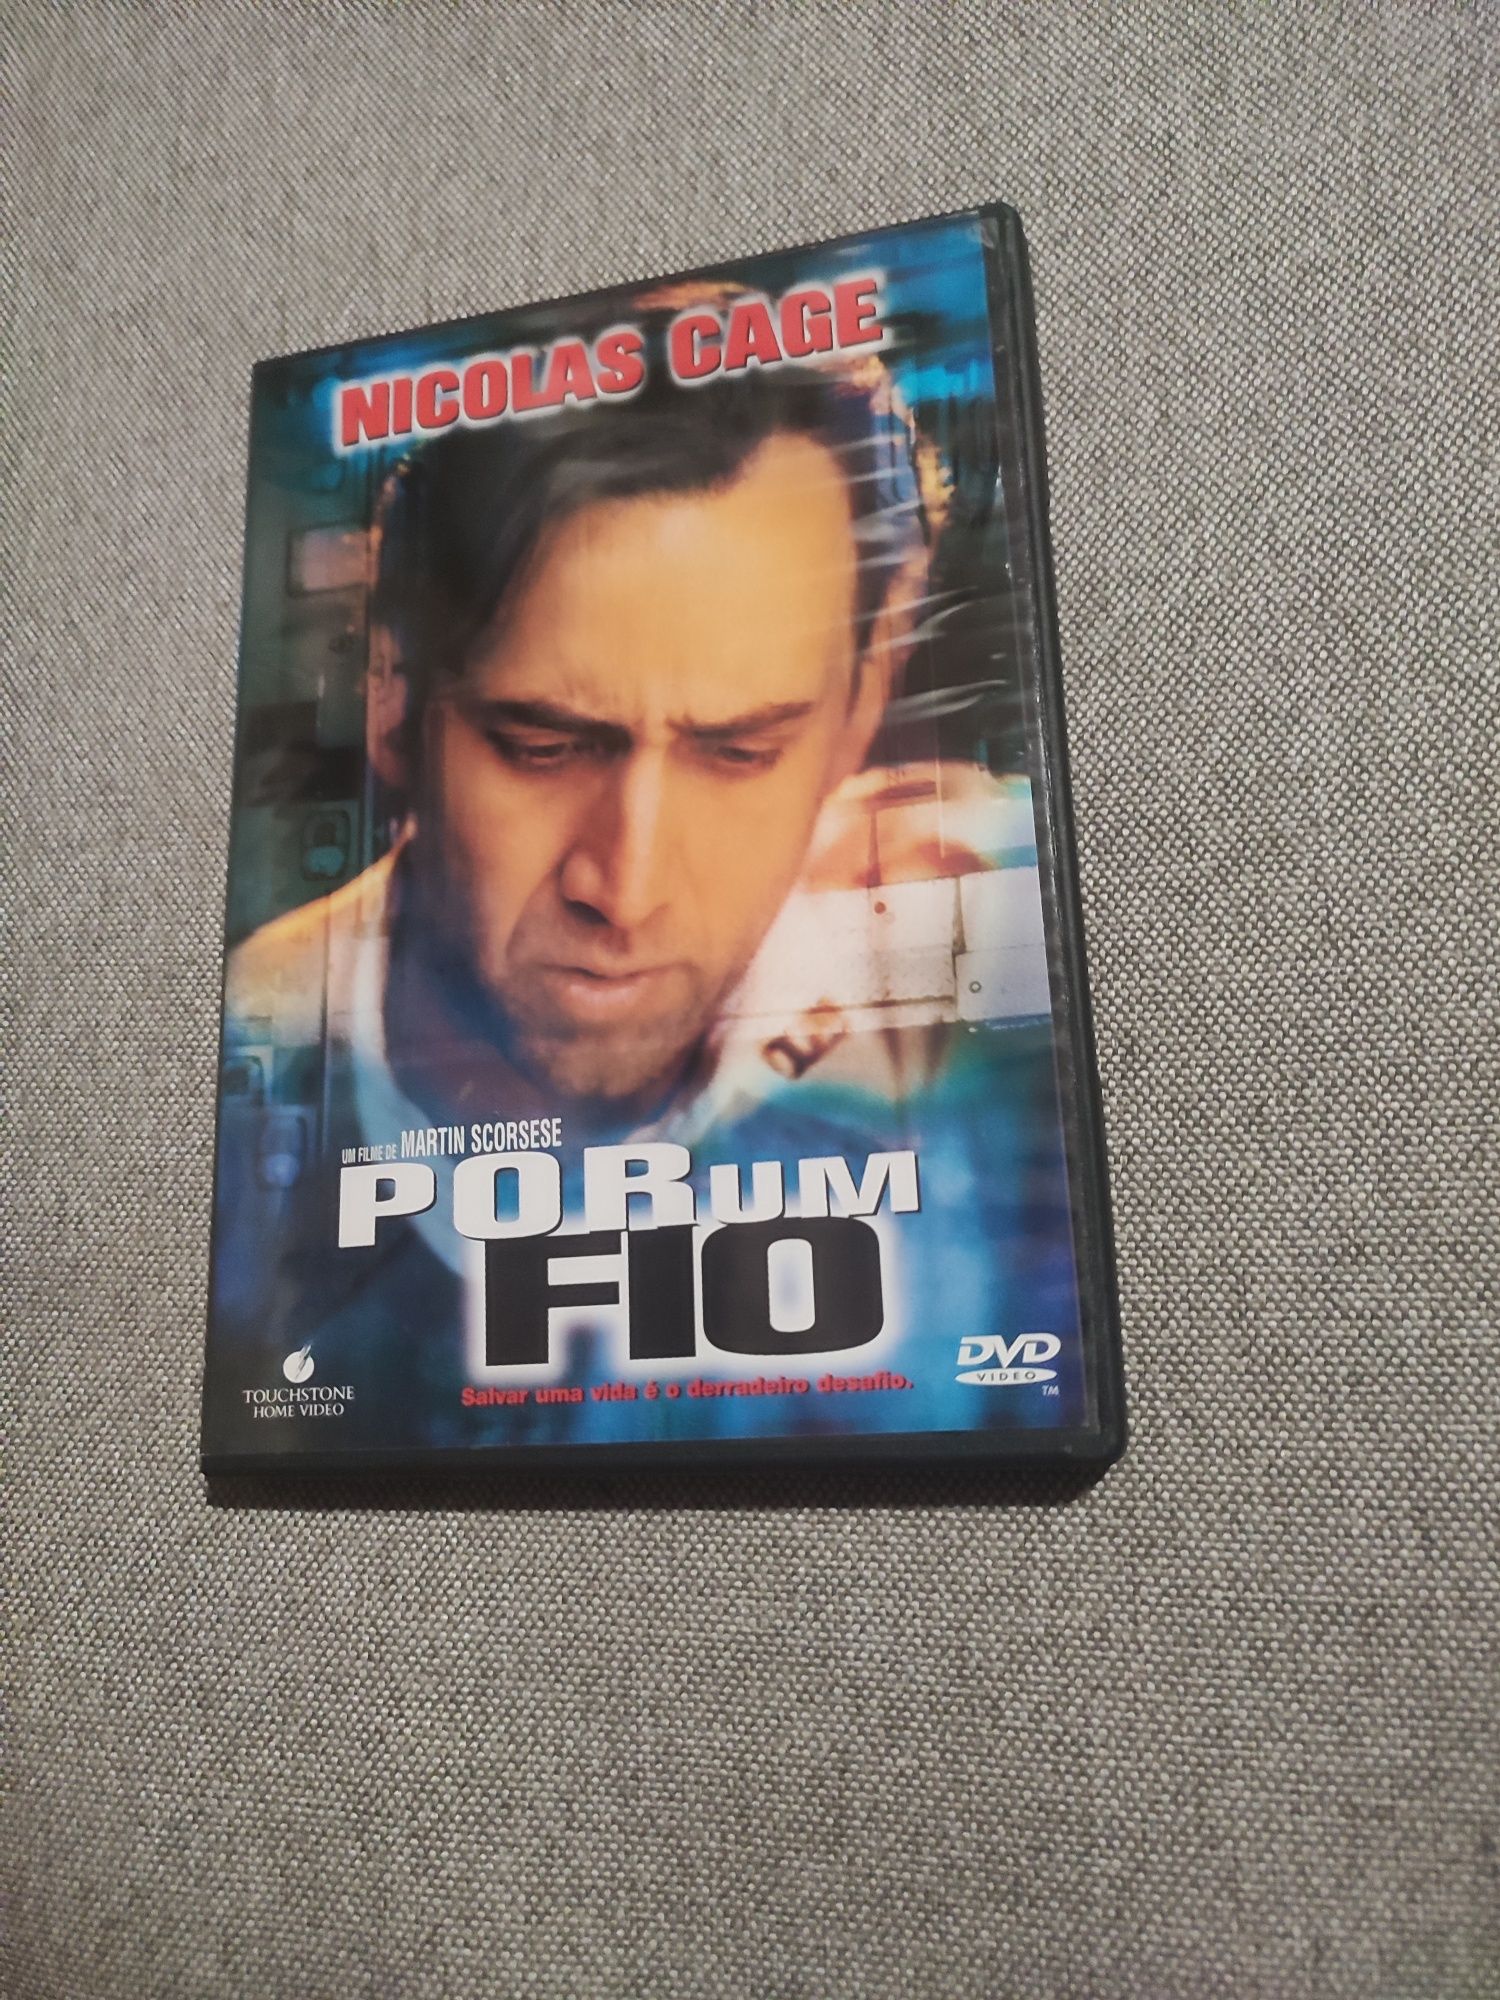 NICOLAS CAGE
UM FILME DE MARTIN SCORSESE
POR UM
FIO
Salvar uma vida é o derradeiro desafio.
TOUCHSTONE
HOME VIDEO
DVD
VIDEO
TM